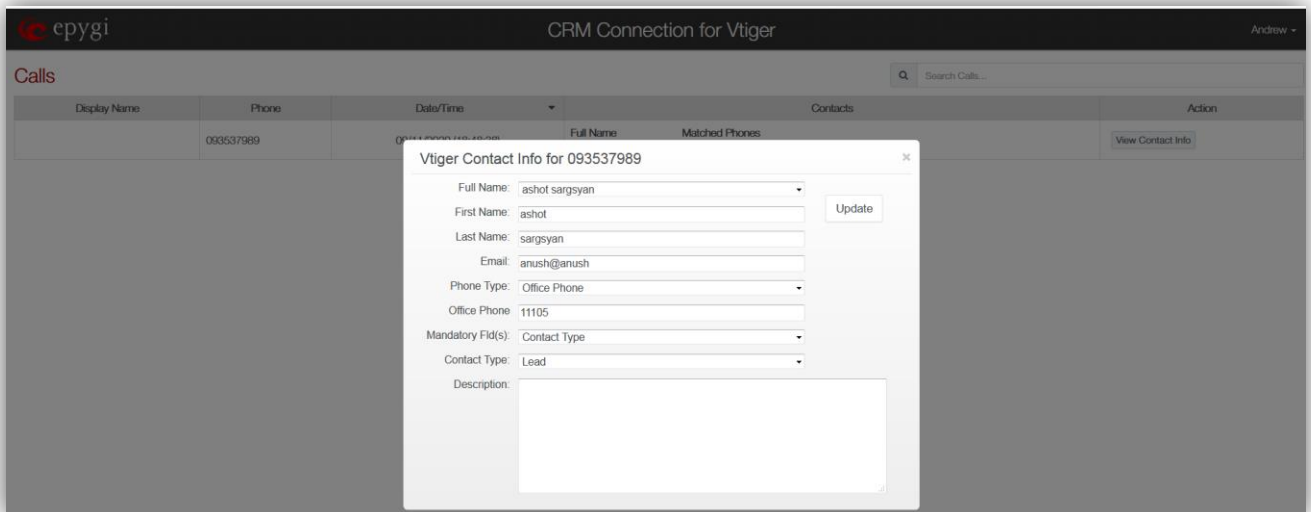 epygi
CRM Connection for Vtiger
Andrew
Calls
Search Calls...
Display Name Phone Date/Time Contacts Action
093537989
Full Name Matched Phones
View Contact Info
Vtiger Contact Info for 093537989
×
Full Name: ashot sargsyan
Update
First Name: ashot
Last Name: sargsyan
Email: anush@anush
Phone Type: Office Phone
Office Phone 11105
Mandatory Fld(s): Contact Type
Contact Type: Lead
Description: